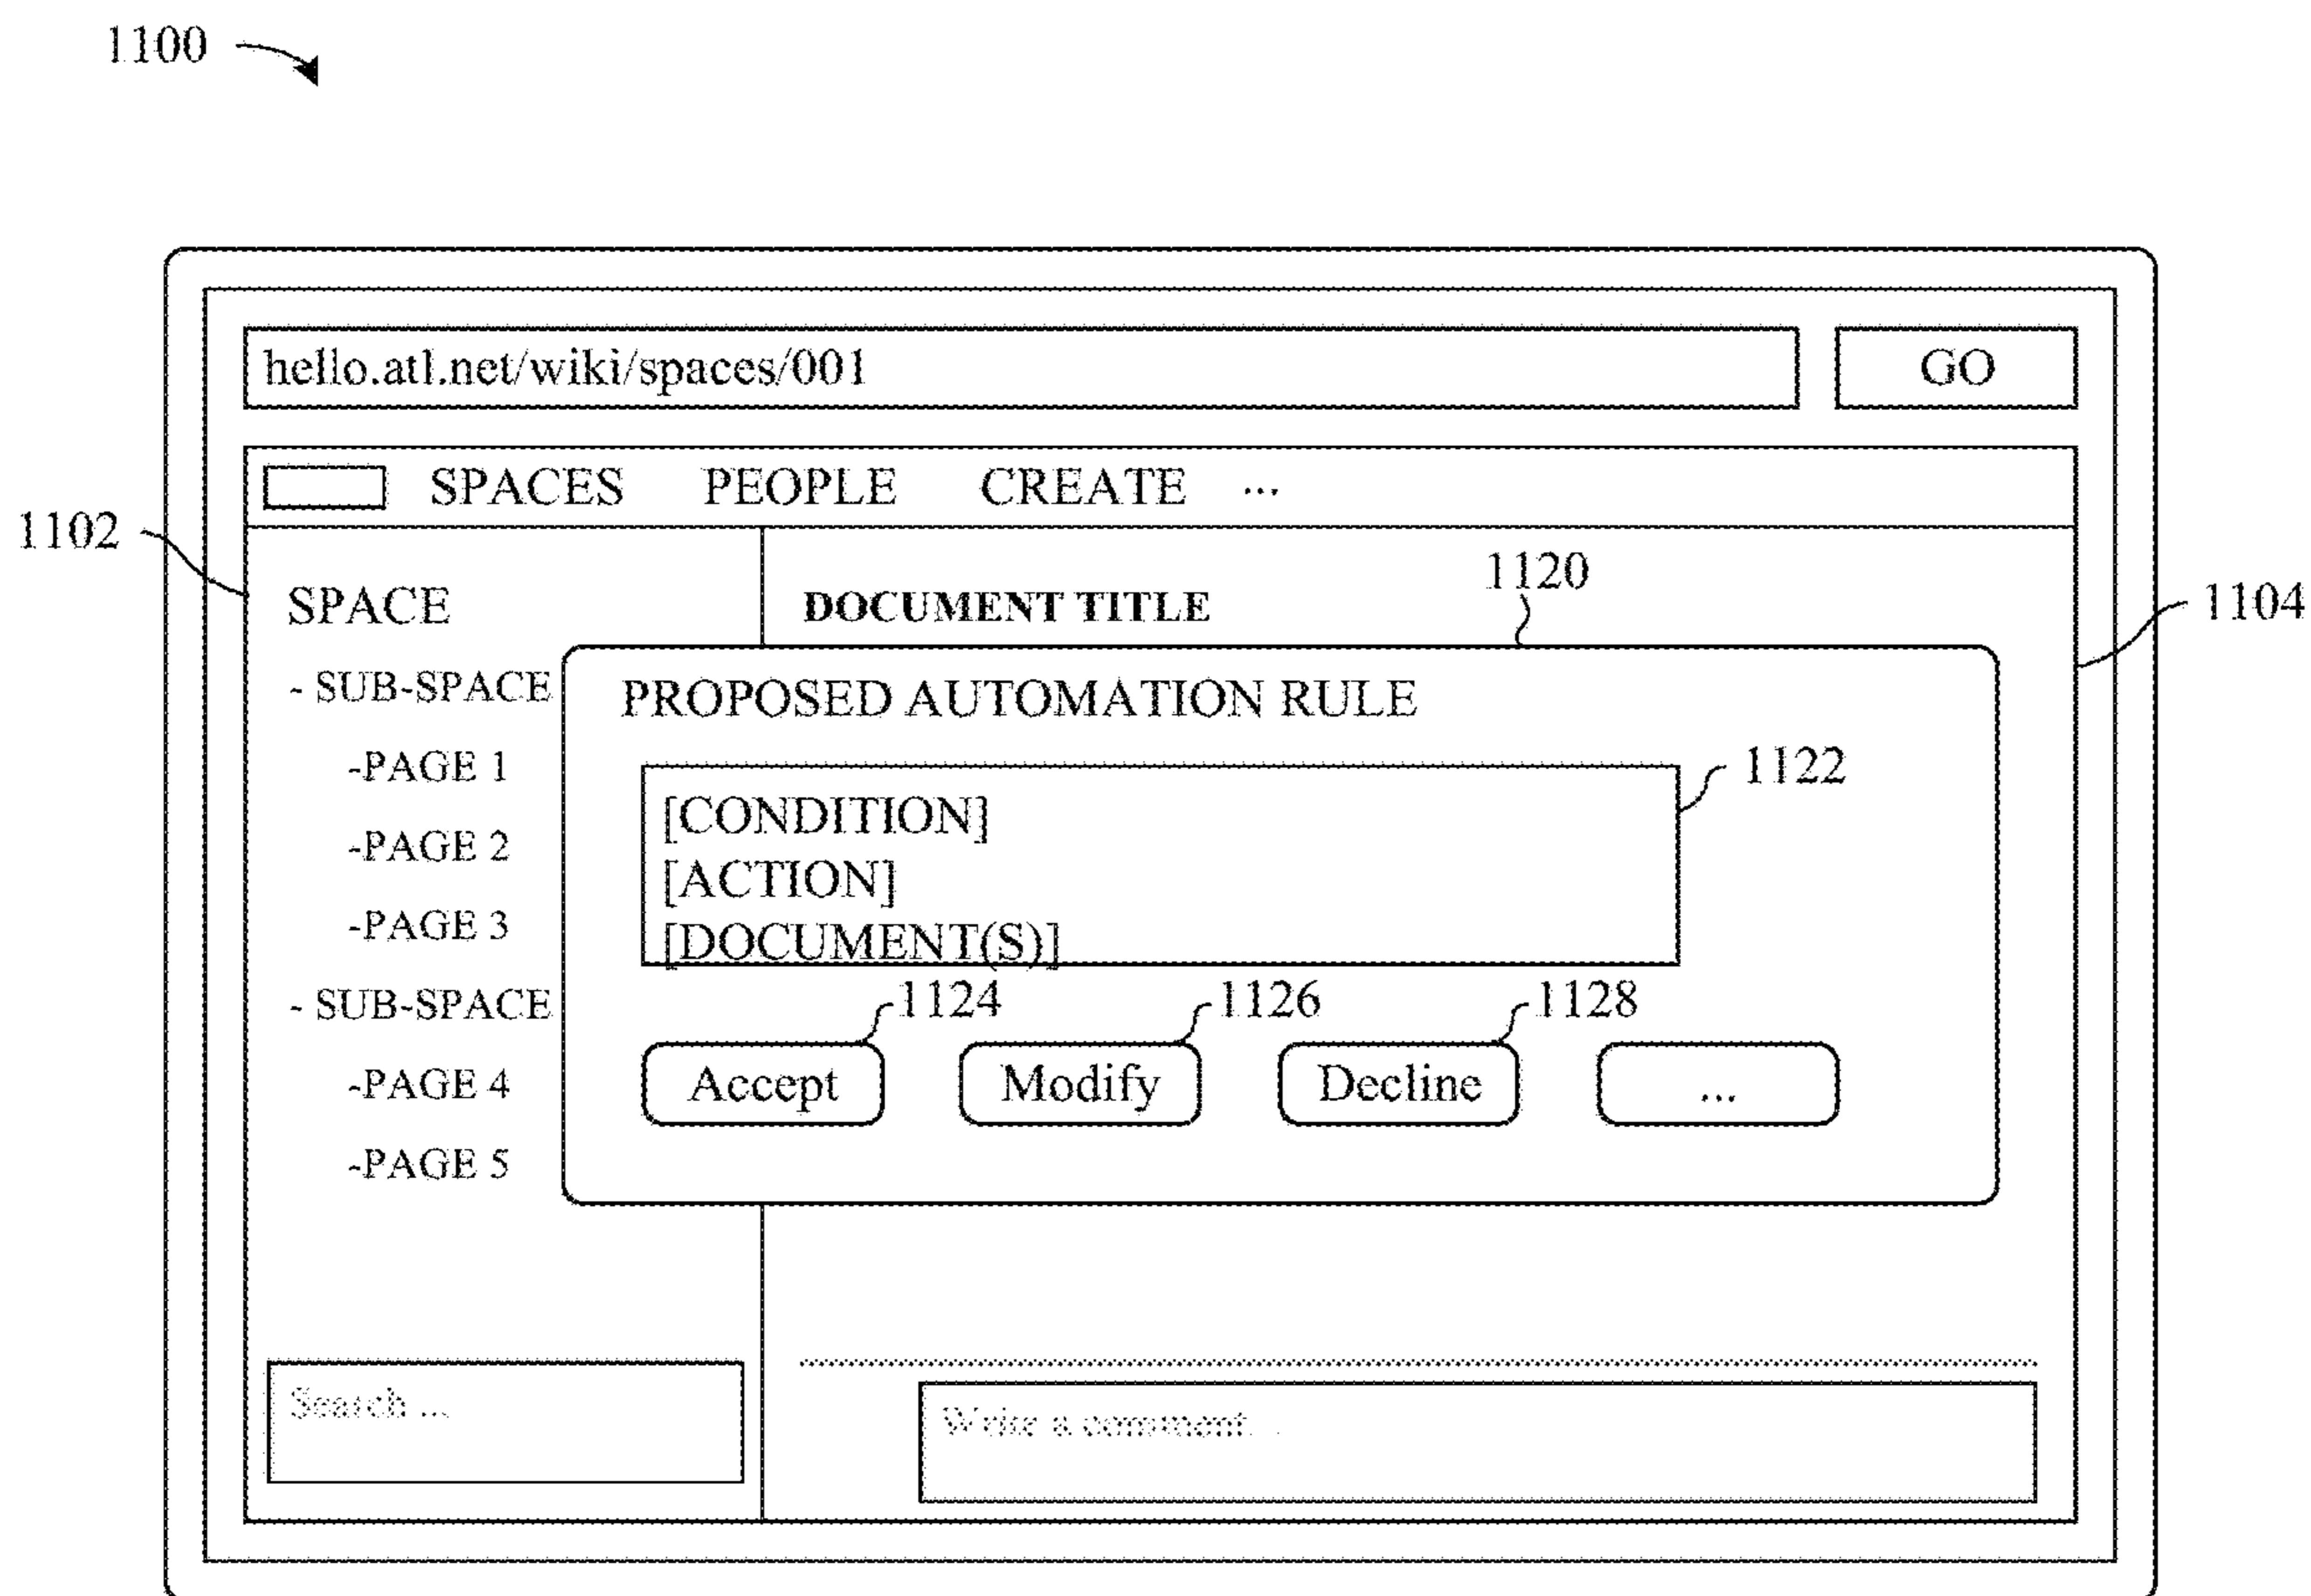 1100
hello.atl.net/wiki/spaces/001 GO
SPACES PEOPLE CREATE ...
1102
1120
SPACE DOCUMENT TITLE
1104
- SUB-SPACE
PROPOSED AUTOMATION RULE
-PAGE 1
1122
[CONDITION]
-PAGE 2
[ACTION]
-PAGE 3
[DOCUMENT(S)]
- SUB-SPACE
1124 1126 1128
-PAGE 4
Accept Modify Decline ...
-PAGE 5
Search ...
Write a comment...